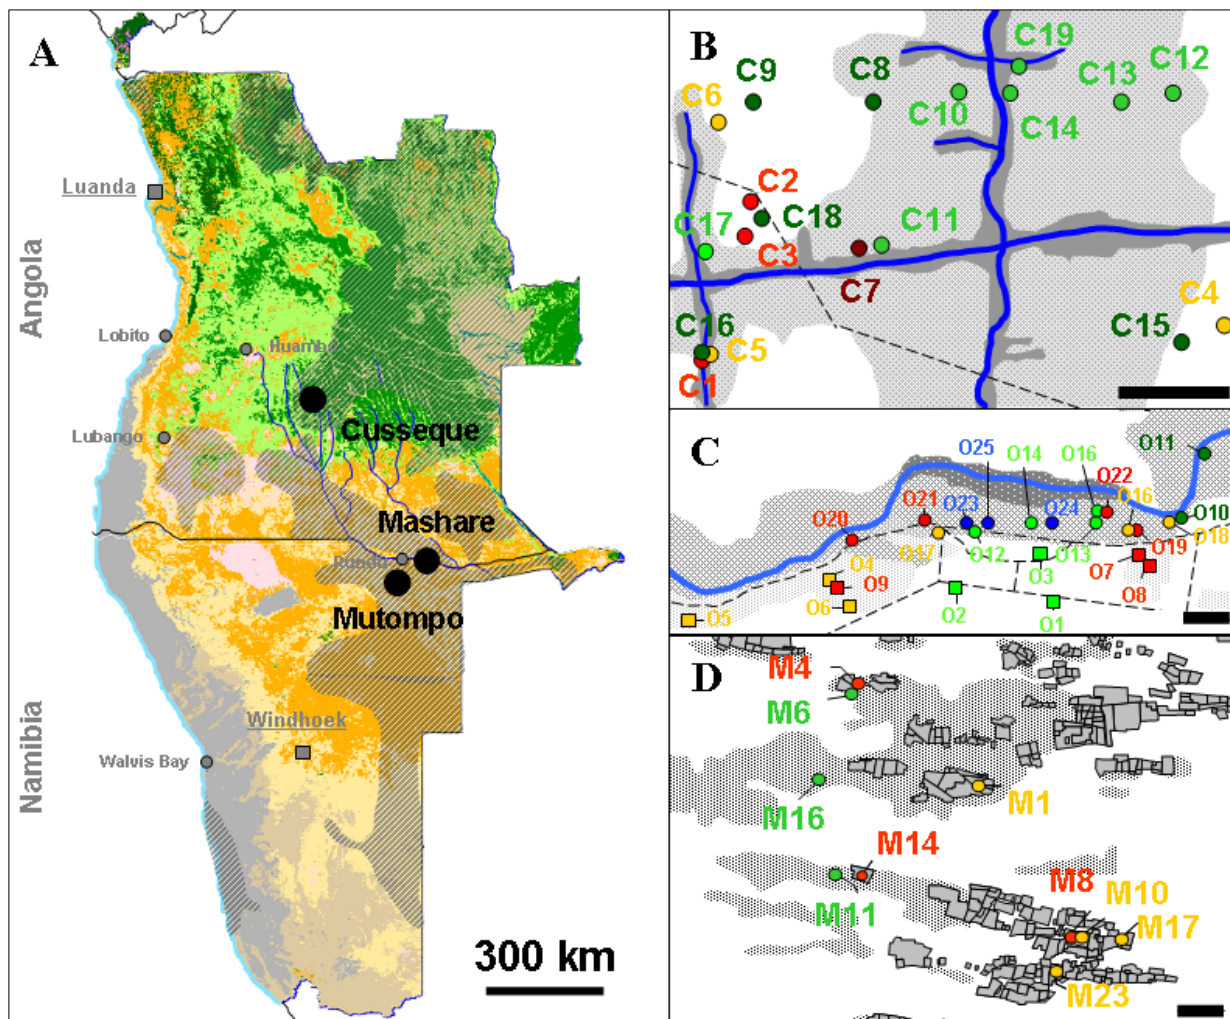 A
Luanda
Angola
Lobito
Huambo
Cusseque
Lubango
Mashare
Rundu
Mutompo
Namibia
Windhoek
Walvis Bay
300 km
B
C19
C12
C9
C8
C13
C6
C10
C14
C2
C17
C18
C11
C3
C7
C4
C16
C5
C15
C1
C
O25
O14
O16
O11
O21
O23
O22
O16
O20
O24
O10
O17
O12
O13
O19
O18
O4
O9
O3
O7
O6
O8
O5
O2
O1
M4
D
M6
M1
M16
M14
M8
M10
M11
M17
M23